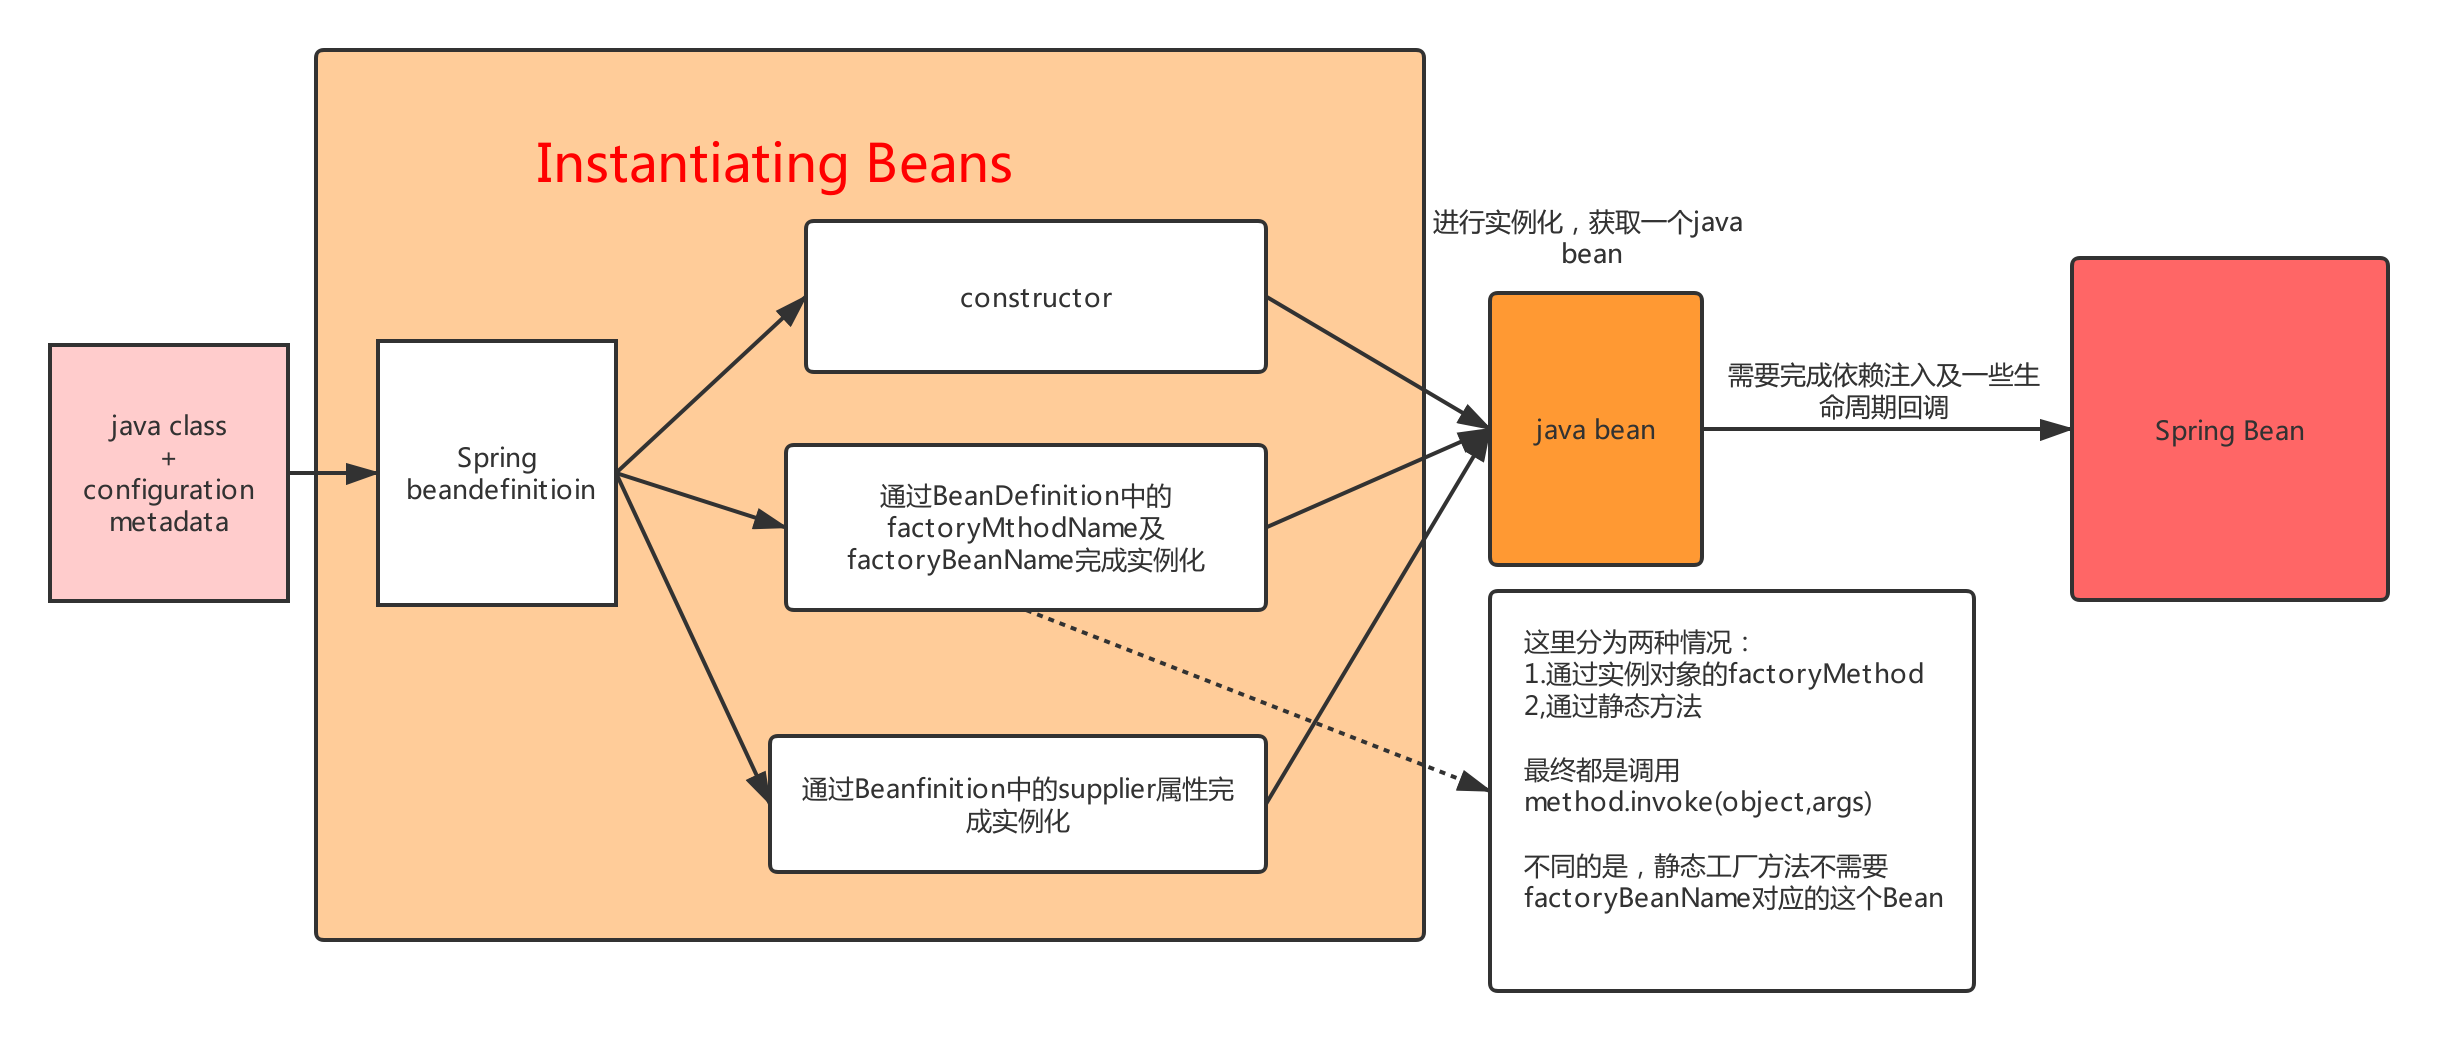 Instantiating Beans
java class
+
configuration
metadata
Spring
beandefinitioin
constructor
通过BeanDefinition中的
factoryMthodName及
factoryBeanName完成实例化
通过Beanfinition中的supplier属性完
成实例化
进行实例化，获取一个java
bean
java bean
需要完成依赖注入及一些生
命周期回调
Spring Bean
这里分为两种情况：
1.通过实例对象的factoryMethod
2,通过静态方法
最终都是调用
method.invoke(object,args)
不同的是，静态工厂方法不需要
factoryBeanName对应的这个Bean